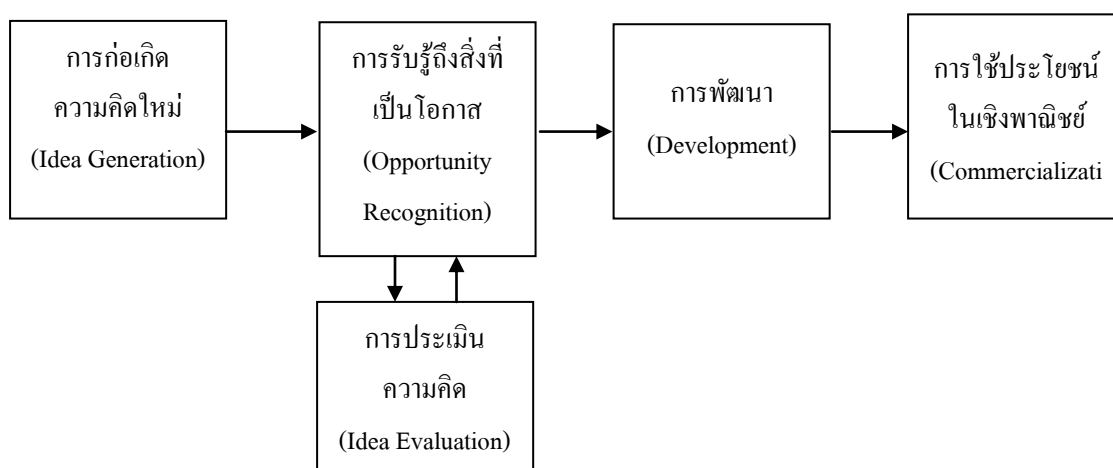 การก่อเกิด
ความคิดใหม่
(Idea Generation)
การรับรู้ถึงสิ่งที่
เป็นโอกาส
(Opportunity
Recognition)
การพัฒนา
(Development)
การใช้ประโยชน์
ในเชิงพาณิชย์
(Commercializati
การประเมิน
ความคิด
(Idea Evaluation)